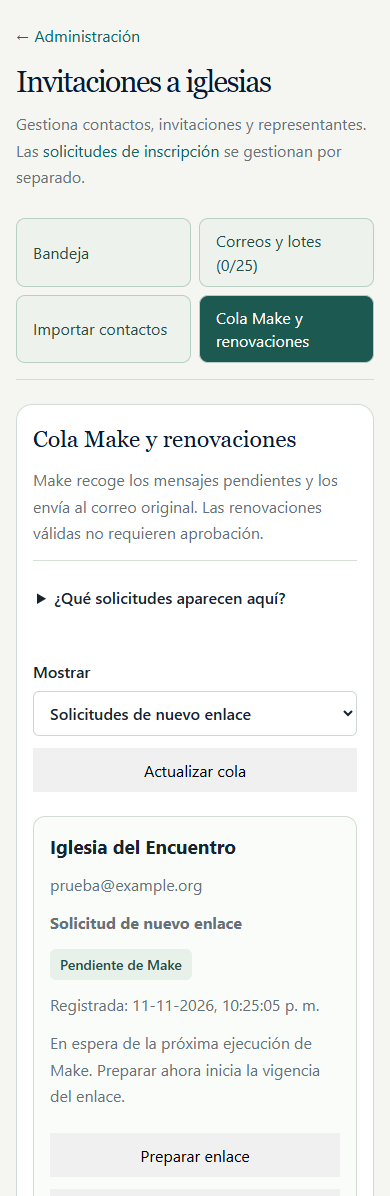 ← Administración
Invitaciones a iglesias
Gestiona contactos, invitaciones y representantes.
Las solicitudes de inscripción se gestionan por
separado.
Bandeja
Correos y lotes
(0/25)
Importar contactos
Cola Make y
renovaciones
Cola Make y renovaciones
Make recoge los mensajes pendientes y los
envía al correo original. Las renovaciones
válidas no requieren aprobación.
▶ ¿Qué solicitudes aparecen aquí?
Mostrar
Solicitudes de nuevo enlace
Actualizar cola
Iglesia del Encuentro
prueba@example.org
Solicitud de nuevo enlace
Pendiente de Make
Registrada: 11-11-2026, 10:25:05 p. m.
En espera de la próxima ejecución de
Make. Preparar ahora inicia la vigencia
del enlace.
Preparar enlace